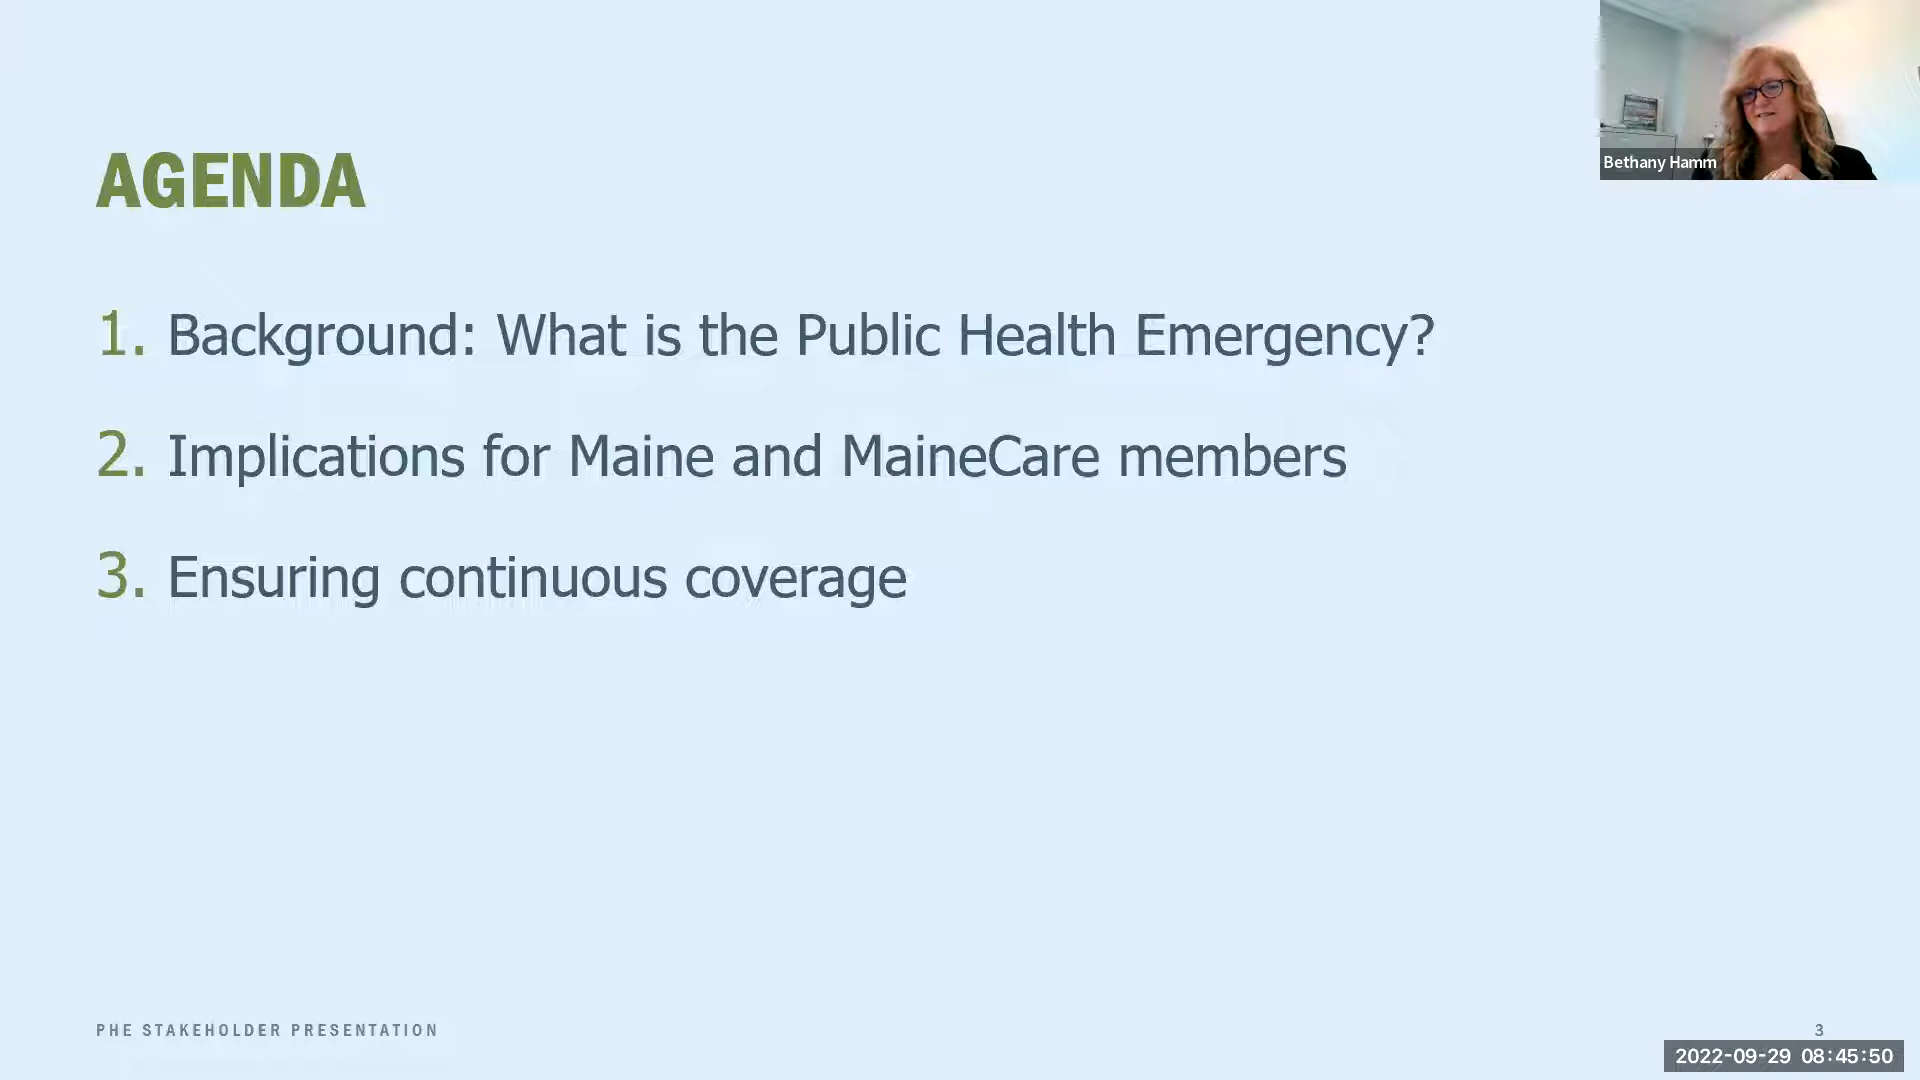 Bethany Hamm
AGENDA
1. Background: What is the Public Health Emergency?
2. Implications for Maine and MaineCare members
3. Ensuring continuous coverage
PHE STAKEHOLDER PRESENTATION
3
2022-09-29 08:45:50